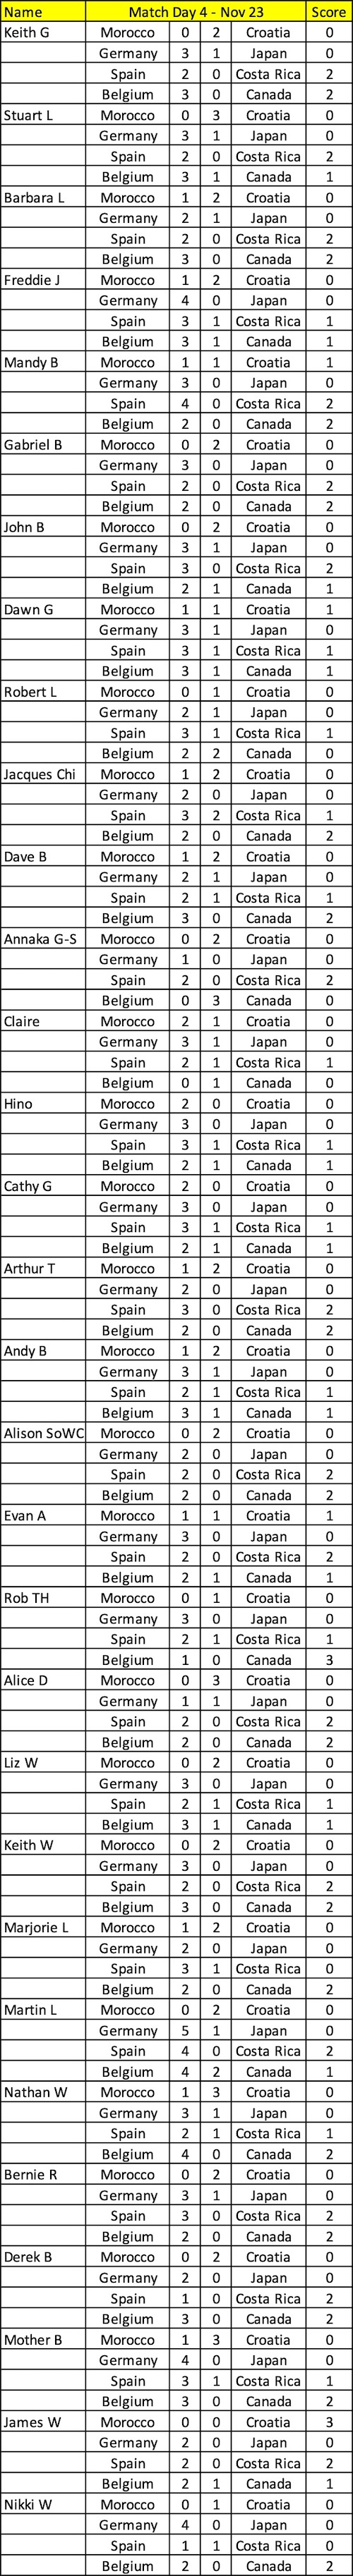 Name Match Day 4 - Nov 23 Score
Keith G Morocco 0 2 Croatia 0
Germany 3 1 Japan 0
Spain 2 0 Costa Rica 2
Belgium 3 0 Canada 2
Stuart L Morocco 0 3 Croatia 0
Germany 3 1 Japan 0
Spain 2 0 Costa Rica 2
Belgium 3 1 Canada 1
Barbara L Morocco 1 2 Croatia 0
Germany 2 1 Japan 0
Spain 2 0 Costa Rica 2
Belgium 3 0 Canada 2
Freddie J Morocco 1 2 Croatia 0
Germany 4 0 Japan 0
Spain 3 1 Costa Rica 1
Belgium 3 1 Canada 1
Mandy B Morocco 1 1 Croatia 1
Germany 3 0 Japan 0
Spain 4 0 Costa Rica 2
Belgium 2 0 Canada 2
Gabriel B Morocco 0 2 Croatia 0
Germany 3 0 Japan 0
Spain 2 0 Costa Rica 2
Belgium 2 0 Canada 2
John B Morocco 0 2 Croatia 0
Germany 3 1 Japan 0
Spain 3 0 Costa Rica 2
Belgium 2 1 Canada 1
Dawn G Morocco 1 1 Croatia 1
Germany 3 1 Japan 0
Spain 3 1 Costa Rica 1
Belgium 3 1 Canada 1
Robert L Morocco 0 1 Croatia 0
Germany 2 1 Japan 0
Spain 3 1 Costa Rica 1
Belgium 2 2 Canada 0
Jacques Chi Morocco 1 2 Croatia 0
Germany 2 0 Japan 0
Spain 3 2 Costa Rica 1
Belgium 2 0 Canada 2
Dave B Morocco 1 2 Croatia 0
Germany 2 1 Japan 0
Spain 2 1 Costa Rica 1
Belgium 3 0 Canada 2
Annaka G-S Morocco 0 2 Croatia 0
Germany 1 0 Japan 0
Spain 2 0 Costa Rica 2
Belgium 0 3 Canada 0
Claire Morocco 2 1 Croatia 0
Germany 3 1 Japan 0
Spain 2 1 Costa Rica 1
Belgium 0 1 Canada 0
Hino Morocco 2 0 Croatia 0
Germany 3 0 Japan 0
Spain 3 1 Costa Rica 1
Belgium 2 1 Canada 1
Cathy G Morocco 2 0 Croatia 0
Germany 3 0 Japan 0
Spain 3 1 Costa Rica 1
Belgium 2 1 Canada 1
Arthur T Morocco 1 2 Croatia 0
Germany 2 0 Japan 0
Spain 3 0 Costa Rica 2
Belgium 2 0 Canada 2
Andy B Morocco 1 2 Croatia 0
Germany 3 1 Japan 0
Spain 2 1 Costa Rica 1
Belgium 3 1 Canada 1
Alison SoWC Morocco 0 2 Croatia 0
Germany 2 0 Japan 0
Spain 2 0 Costa Rica 2
Belgium 2 0 Canada 2
Evan A Morocco 1 1 Croatia 1
Germany 3 0 Japan 0
Spain 2 0 Costa Rica 2
Belgium 2 1 Canada 1
Rob TH Morocco 0 1 Croatia 0
Germany 3 0 Japan 0
Spain 2 1 Costa Rica 1
Belgium 1 0 Canada 3
Alice D Morocco 0 3 Croatia 0
Germany 1 1 Japan 0
Spain 2 0 Costa Rica 2
Belgium 2 0 Canada 2
Liz W Morocco 0 2 Croatia 0
Germany 3 0 Japan 0
Spain 2 1 Costa Rica 1
Belgium 3 1 Canada 1
Keith W Morocco 0 2 Croatia 0
Germany 3 0 Japan 0
Spain 2 0 Costa Rica 2
Belgium 3 0 Canada 2
Marjorie L Morocco 1 2 Croatia 0
Germany 2 0 Japan 0
Spain 3 1 Costa Rica 0
Belgium 2 0 Canada 2
Martin L Morocco 0 2 Croatia 0
Germany 5 1 Japan 0
Spain 4 0 Costa Rica 2
Belgium 4 2 Canada 1
Nathan W Morocco 1 3 Croatia 0
Germany 3 1 Japan 0
Spain 2 1 Costa Rica 1
Belgium 4 0 Canada 2
Bernie R Morocco 0 2 Croatia 0
Germany 3 1 Japan 0
Spain 3 0 Costa Rica 2
Belgium 2 0 Canada 2
Derek B Morocco 0 2 Croatia 0
Germany 2 0 Japan 0
Spain 1 0 Costa Rica 2
Belgium 3 0 Canada 2
Mother B Morocco 1 3 Croatia 0
Germany 4 0 Japan 0
Spain 3 1 Costa Rica 1
Belgium 3 0 Canada 2
James W Morocco 0 0 Croatia 3
Germany 2 0 Japan 0
Spain 2 0 Costa Rica 2
Belgium 2 1 Canada 1
Nikki W Morocco 0 1 Croatia 0
Germany 4 0 Japan 0
Spain 1 1 Costa Rica 0
Belgium 2 0 Canada 2